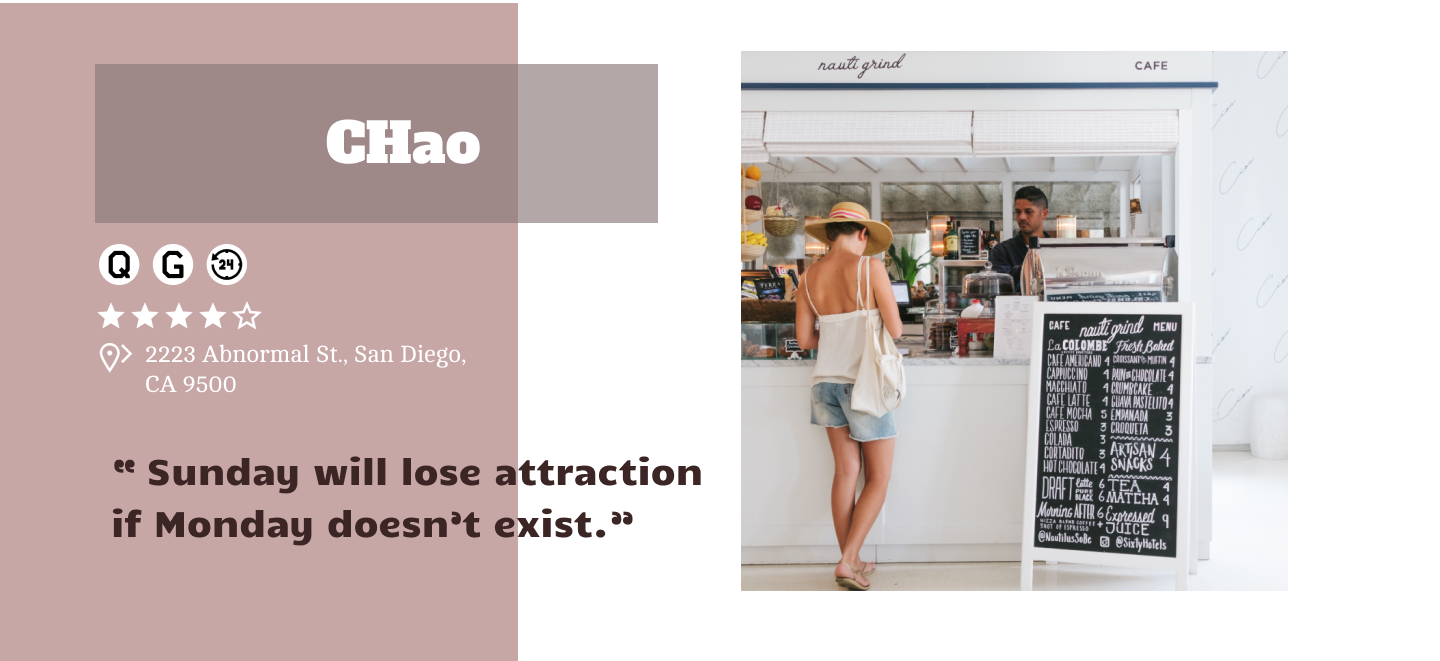 CHao
Q G 24
2223 Abnormal St., San Diego,
CA 9500
“ Sunday will lose attraction
if Monday doesn’t exist.”
nauti grind CAFE
CAFE nauti grind MENU
La COLOMBE Fresh Baked
CAFE AMERICANO 4 CROISSANT MUFFIN 4
CAPPUCCINO 4 PAIN CHOCOLATE 4
MACCHIATO 4 CRUMBCAKE 4
CAFE LATTE 4 GUAVA PASTELITO 4
CAFE MOCHA 5 EMPANADA 3
ESPRESSO 3 CROQUETA 3
COLADA 3
CORTADITO 3 ARTISAN SNACKS 4
HOT CHOCOLATE 4
DRAFT latte 6 TEA 4
PURE BLACK 6 MATCHA 4
Morning AFTER 6 Expressed JUICE 9
SHOT OF ESPRESSO
@NautilusSoBe @SixtyHotels